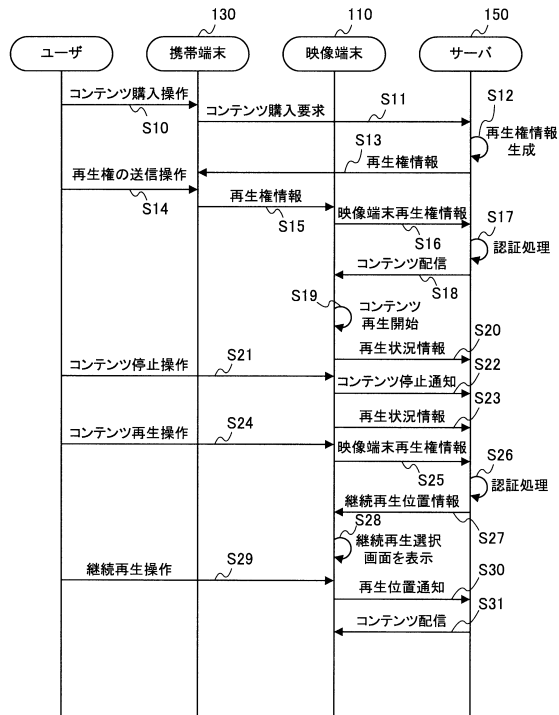 130
110
150
ユーザ
携帯端末
映像端末
サーバ
コンテンツ購入操作
S10
コンテンツ購入要求
S11
S12
再生権情報
生成
S13
再生権情報
再生権の送信操作
S14
再生権情報
S15
映像端末再生権情報
S16
S17
認証処理
コンテンツ配信
S18
S19
コンテンツ
再生開始
再生状況情報
S20
コンテンツ停止操作
S21
コンテンツ停止通知
S22
再生状況情報
S23
コンテンツ再生操作
S24
映像端末再生権情報
S25
S26
認証処理
継続再生位置情報
S27
S28
継続再生選択
画面を表示
継続再生操作
S29
再生位置通知
S30
コンテンツ配信
S31